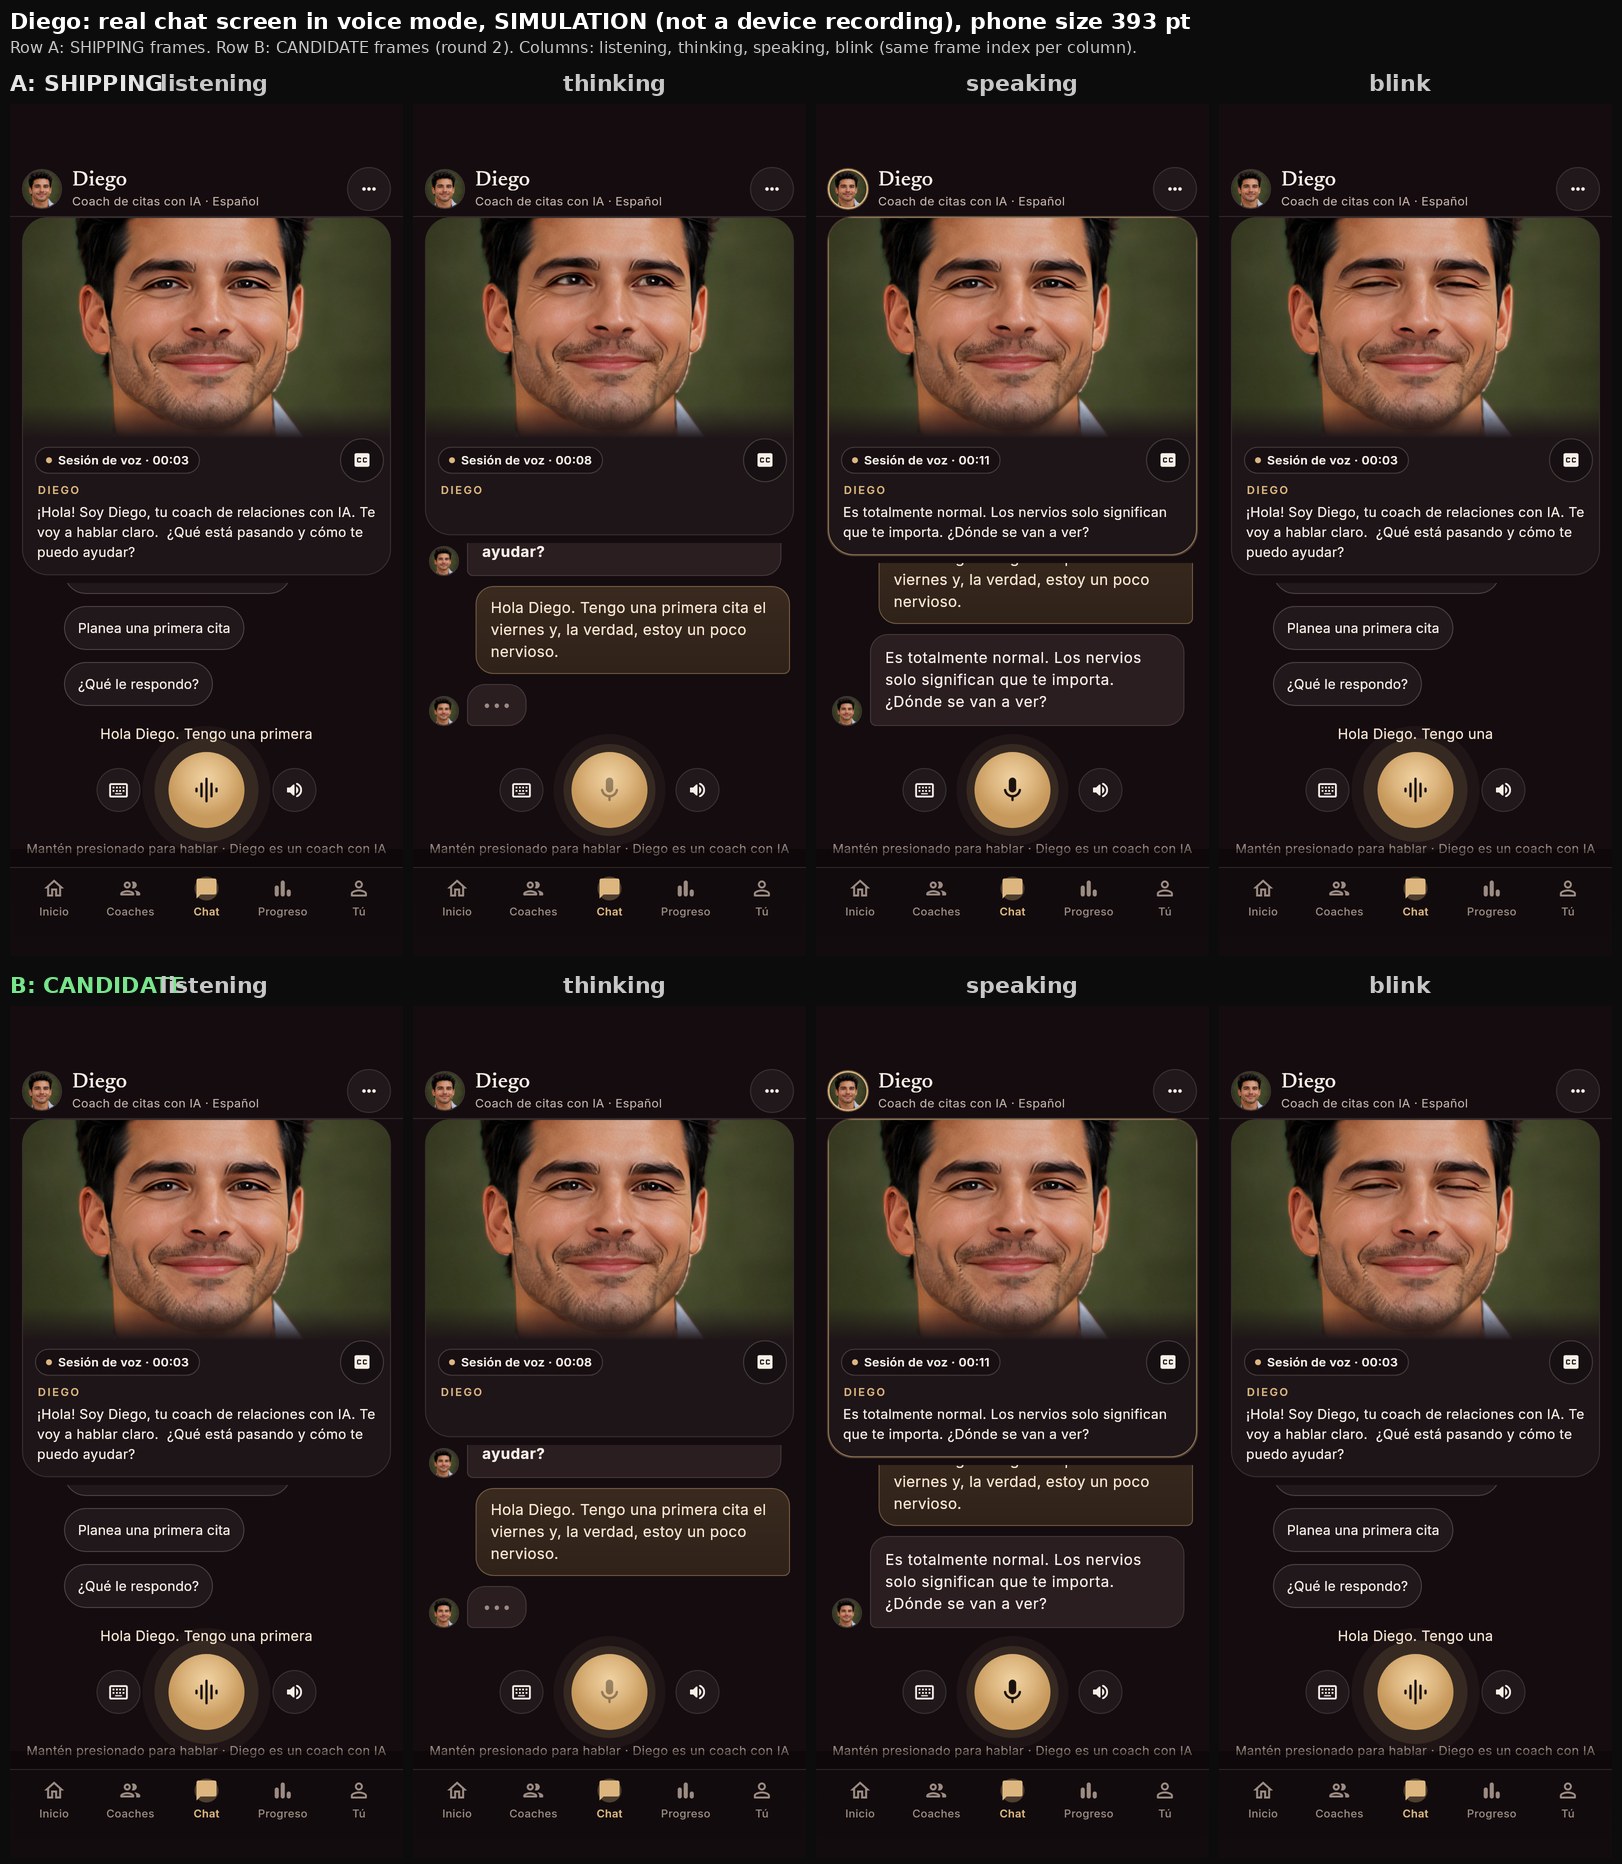 Diego: real chat screen in voice mode, SIMULATION (not a device recording), phone size 393 pt
Row A: SHIPPING frames. Row B: CANDIDATE frames (round 2). Columns: listening, thinking, speaking, blink (same frame index per column).
A: SHIPPING
listening
thinking
speaking
blink
Diego
Coach de citas con IA · Español
Sesión de voz · 00:03
CC
DIEGO
¡Hola! Soy Diego, tu coach de relaciones con IA. Te
voy a hablar claro.  ¿Qué está pasando y cómo te
puedo ayudar?
Planea una primera cita
¿Qué le respondo?
Hola Diego. Tengo una primera
Mantén presionado para hablar · Diego es un coach con IA
Inicio
Coaches
Chat
Progreso
Tú
Diego
Coach de citas con IA · Español
Sesión de voz · 00:08
CC
DIEGO
ayudar?
Hola Diego. Tengo una primera cita el
viernes y, la verdad, estoy un poco
nervioso.
Mantén presionado para hablar · Diego es un coach con IA
Inicio
Coaches
Chat
Progreso
Tú
Diego
Coach de citas con IA · Español
Sesión de voz · 00:11
CC
DIEGO
Es totalmente normal. Los nervios solo significan
que te importa. ¿Dónde se van a ver?
viernes y, la verdad, estoy un poco
nervioso.
Es totalmente normal. Los nervios
solo significan que te importa.
¿Dónde se van a ver?
Mantén presionado para hablar · Diego es un coach con IA
Inicio
Coaches
Chat
Progreso
Tú
Diego
Coach de citas con IA · Español
Sesión de voz · 00:03
CC
DIEGO
¡Hola! Soy Diego, tu coach de relaciones con IA. Te
voy a hablar claro.  ¿Qué está pasando y cómo te
puedo ayudar?
Planea una primera cita
¿Qué le respondo?
Hola Diego. Tengo una
Mantén presionado para hablar · Diego es un coach con IA
Inicio
Coaches
Chat
Progreso
Tú
B: CANDIDATE
listening
thinking
speaking
blink
Diego
Coach de citas con IA · Español
Sesión de voz · 00:03
CC
DIEGO
¡Hola! Soy Diego, tu coach de relaciones con IA. Te
voy a hablar claro.  ¿Qué está pasando y cómo te
puedo ayudar?
Planea una primera cita
¿Qué le respondo?
Hola Diego. Tengo una primera
Mantén presionado para hablar · Diego es un coach con IA
Inicio
Coaches
Chat
Progreso
Tú
Diego
Coach de citas con IA · Español
Sesión de voz · 00:08
CC
DIEGO
ayudar?
Hola Diego. Tengo una primera cita el
viernes y, la verdad, estoy un poco
nervioso.
Mantén presionado para hablar · Diego es un coach con IA
Inicio
Coaches
Chat
Progreso
Tú
Diego
Coach de citas con IA · Español
Sesión de voz · 00:11
CC
DIEGO
Es totalmente normal. Los nervios solo significan
que te importa. ¿Dónde se van a ver?
viernes y, la verdad, estoy un poco
nervioso.
Es totalmente normal. Los nervios
solo significan que te importa.
¿Dónde se van a ver?
Mantén presionado para hablar · Diego es un coach con IA
Inicio
Coaches
Chat
Progreso
Tú
Diego
Coach de citas con IA · Español
Sesión de voz · 00:03
CC
DIEGO
¡Hola! Soy Diego, tu coach de relaciones con IA. Te
voy a hablar claro.  ¿Qué está pasando y cómo te
puedo ayudar?
Planea una primera cita
¿Qué le respondo?
Hola Diego. Tengo una
Mantén presionado para hablar · Diego es un coach con IA
Inicio
Coaches
Chat
Progreso
Tú